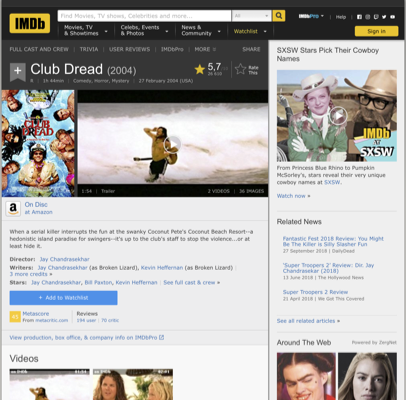 IMDb
Find Movies, TV shows, Celebrities and more...
All
IMDbPro
Help
Movies, TV & Showtimes
Celebs, Events & Photos
News & Community
Watchlist
Sign in
FULL CAST AND CREW | TRIVIA | USER REVIEWS | IMDbPro | MORE
SHARE
Club Dread (2004)
5,7
Rate This
R | 1h 44min | Comedy, Horror, Mystery | 27 February 2004 (USA)
CLUB DREAD
1:54 | Trailer
2 VIDEOS | 36 IMAGES
a
On Disc
at Amazon
When a serial killer interrupts the fun at the swanky Coconut Pete's Coconut Beach Resort--a
hedonistic island paradise for swingers--it's up to the club's staff to stop the violence...or at
least hide it.
Director: Jay Chandrasekhar
Writers: Jay Chandrasekhar (as Broken Lizard), Kevin Heffernan (as Broken Lizard) |
3 more credits »
Stars: Jay Chandrasekhar, Bill Paxton, Kevin Heffernan | See full cast & crew »
+ Add to Watchlist
45
Metascore
From metacritic.com
Reviews
194 user | 70 critic
View production, box office, & company info on IMDbPro
Videos
SXSW Stars Pick Their Cowboy
Names
IMDb
AT
SXSW
From Princess Blue Rhino to Pumpkin
McSorley's, stars reveal their very
unique cowboy names at SXSW.
Watch now »
Related News
Fantastic Fest 2018 Review: You Might
Be The Killer is Silly Slasher Fun
27 September 2018 | DailyDead
'Super Troopers 2' Review: Dir. Jay
Chandrasekar (2018)
13 June 2018 | The Hollywood News
Super Troopers 2 Review
21 April 2018 | We Got This Covered
See all related articles »
Around The Web
Powered by ZergNet